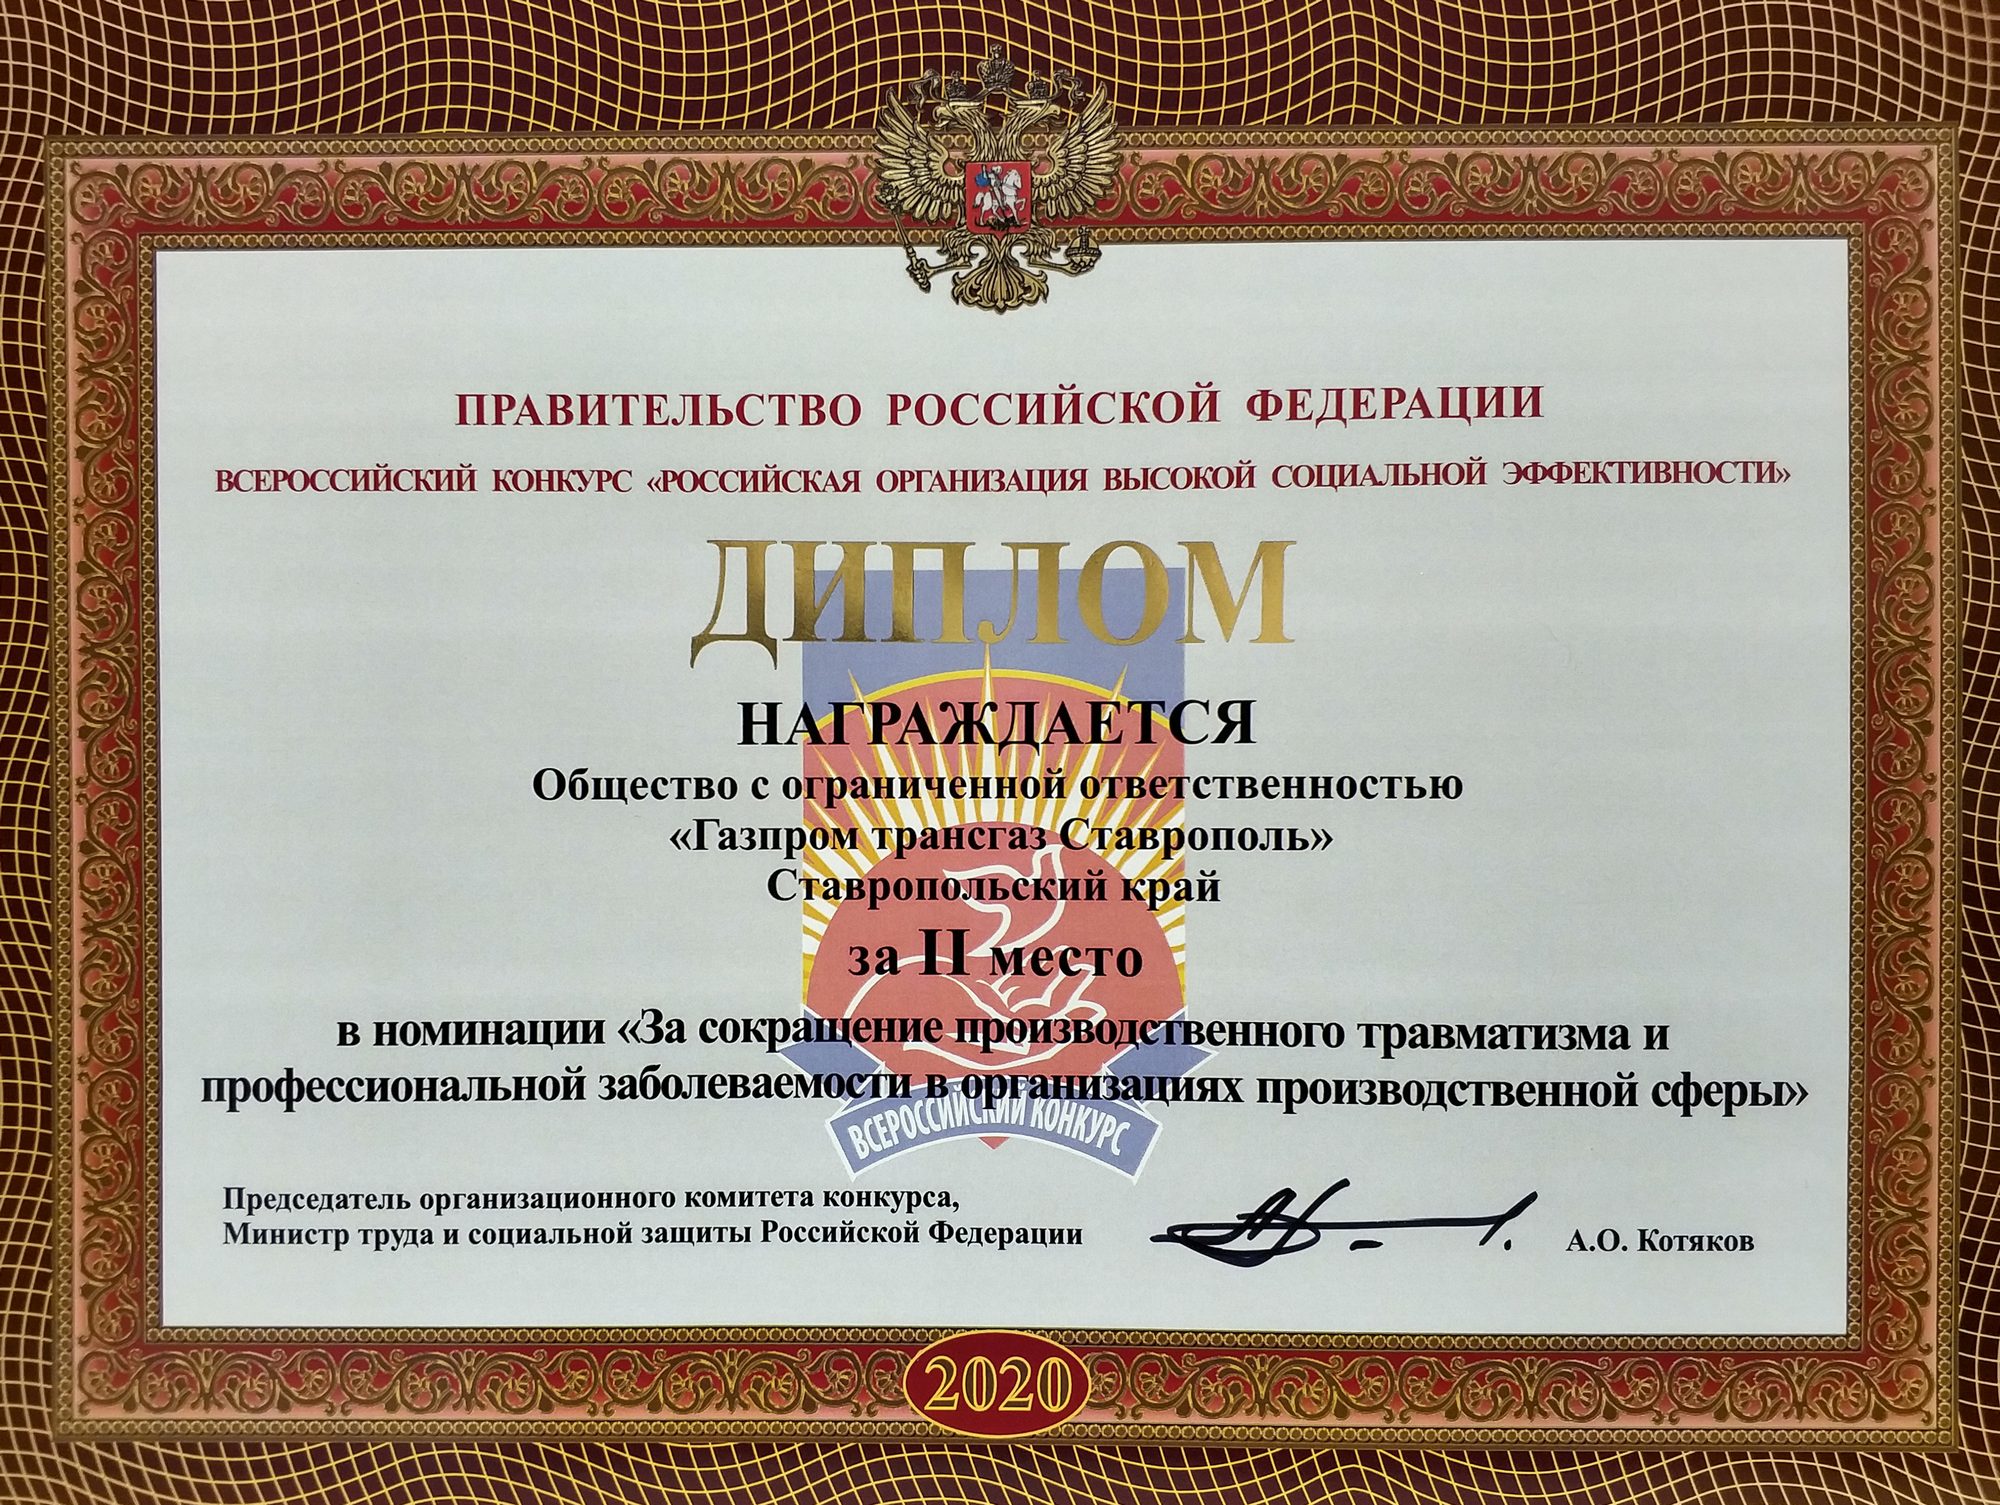 ПРАВИТЕЛЬСТВО РОССИЙСКОЙ ФЕДЕРАЦИИ
ВСЕРОССИЙСКИЙ КОНКУРС «РОССИЙСКАЯ ОРГАНИЗАЦИЯ ВЫСОКОЙ СОЦИАЛЬНОЙ ЭФФЕКТИВНОСТИ»
ДИПЛОМ
НАГРАЖДАЕТСЯ
Общество с ограниченной ответственностью
«Газпром трансгаз Ставрополь»
Ставропольский край
за II место
в номинации «За сокращение производственного травматизма и
профессиональной заболеваемости в организациях производственной сферы»
ВСЕРОССИЙСКИЙ КОНКУРС
Председатель организационного комитета конкурса,
Министр труда и социальной защиты Российской Федерации
А.О. Котяков
2020